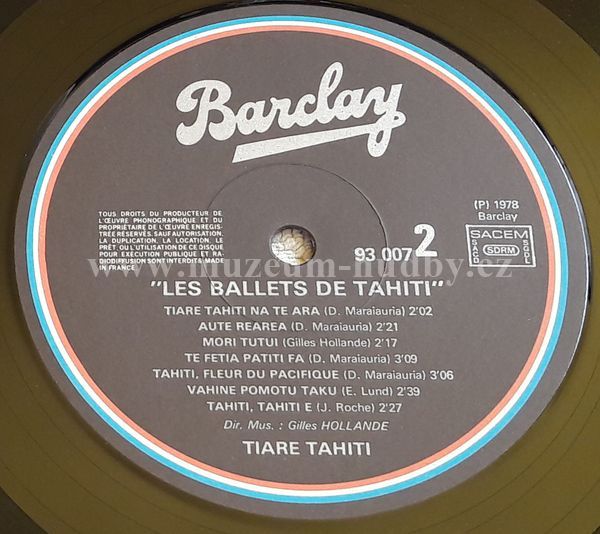 Barclay
(P) 1978
Barclay
TOUS DROITS DU PRODUCTEUR DE
L'ŒUVRE PHONOGRAPHIQUE ET DU
PROPRIÉTAIRE DE L'ŒUVRE ENREGIS-
TRÉE RÉSERVÉS. SAUF AUTORISATION,
LA DUPLICATION, LA LOCATION, LE
PRÊT, OU L'UTILISATION DE CE DISQUE
POUR EXÉCUTION PUBLIQUE ET RA-
DIODIFFUSION SONT INTERDITS. MADE
IN FRANCE
93 007 2
SACEM
SACD
SDRM
SGDL
www.muzeum-hudby.cz
"LES BALLETS DE TAHITI"
TIARE TAHITI NA TE ARA (D. Maraiauria) 2'02
AUTE REAREA (D. Maraiauria) 2'21
MORI TUTUI (Gilles Hollande) 2'17
TE FETIA PATITI FA (D. Maraiauria) 3'09
TAHITI, FLEUR DU PACIFIQUE (D. Maraiauria) 3'06
VAHINE POMOTU TAKU (E. Lund) 2'39
TAHITI, TAHITI E (J. Roche) 2'27
Dir. Mus. : Gilles HOLLANDE
TIARE TAHITI